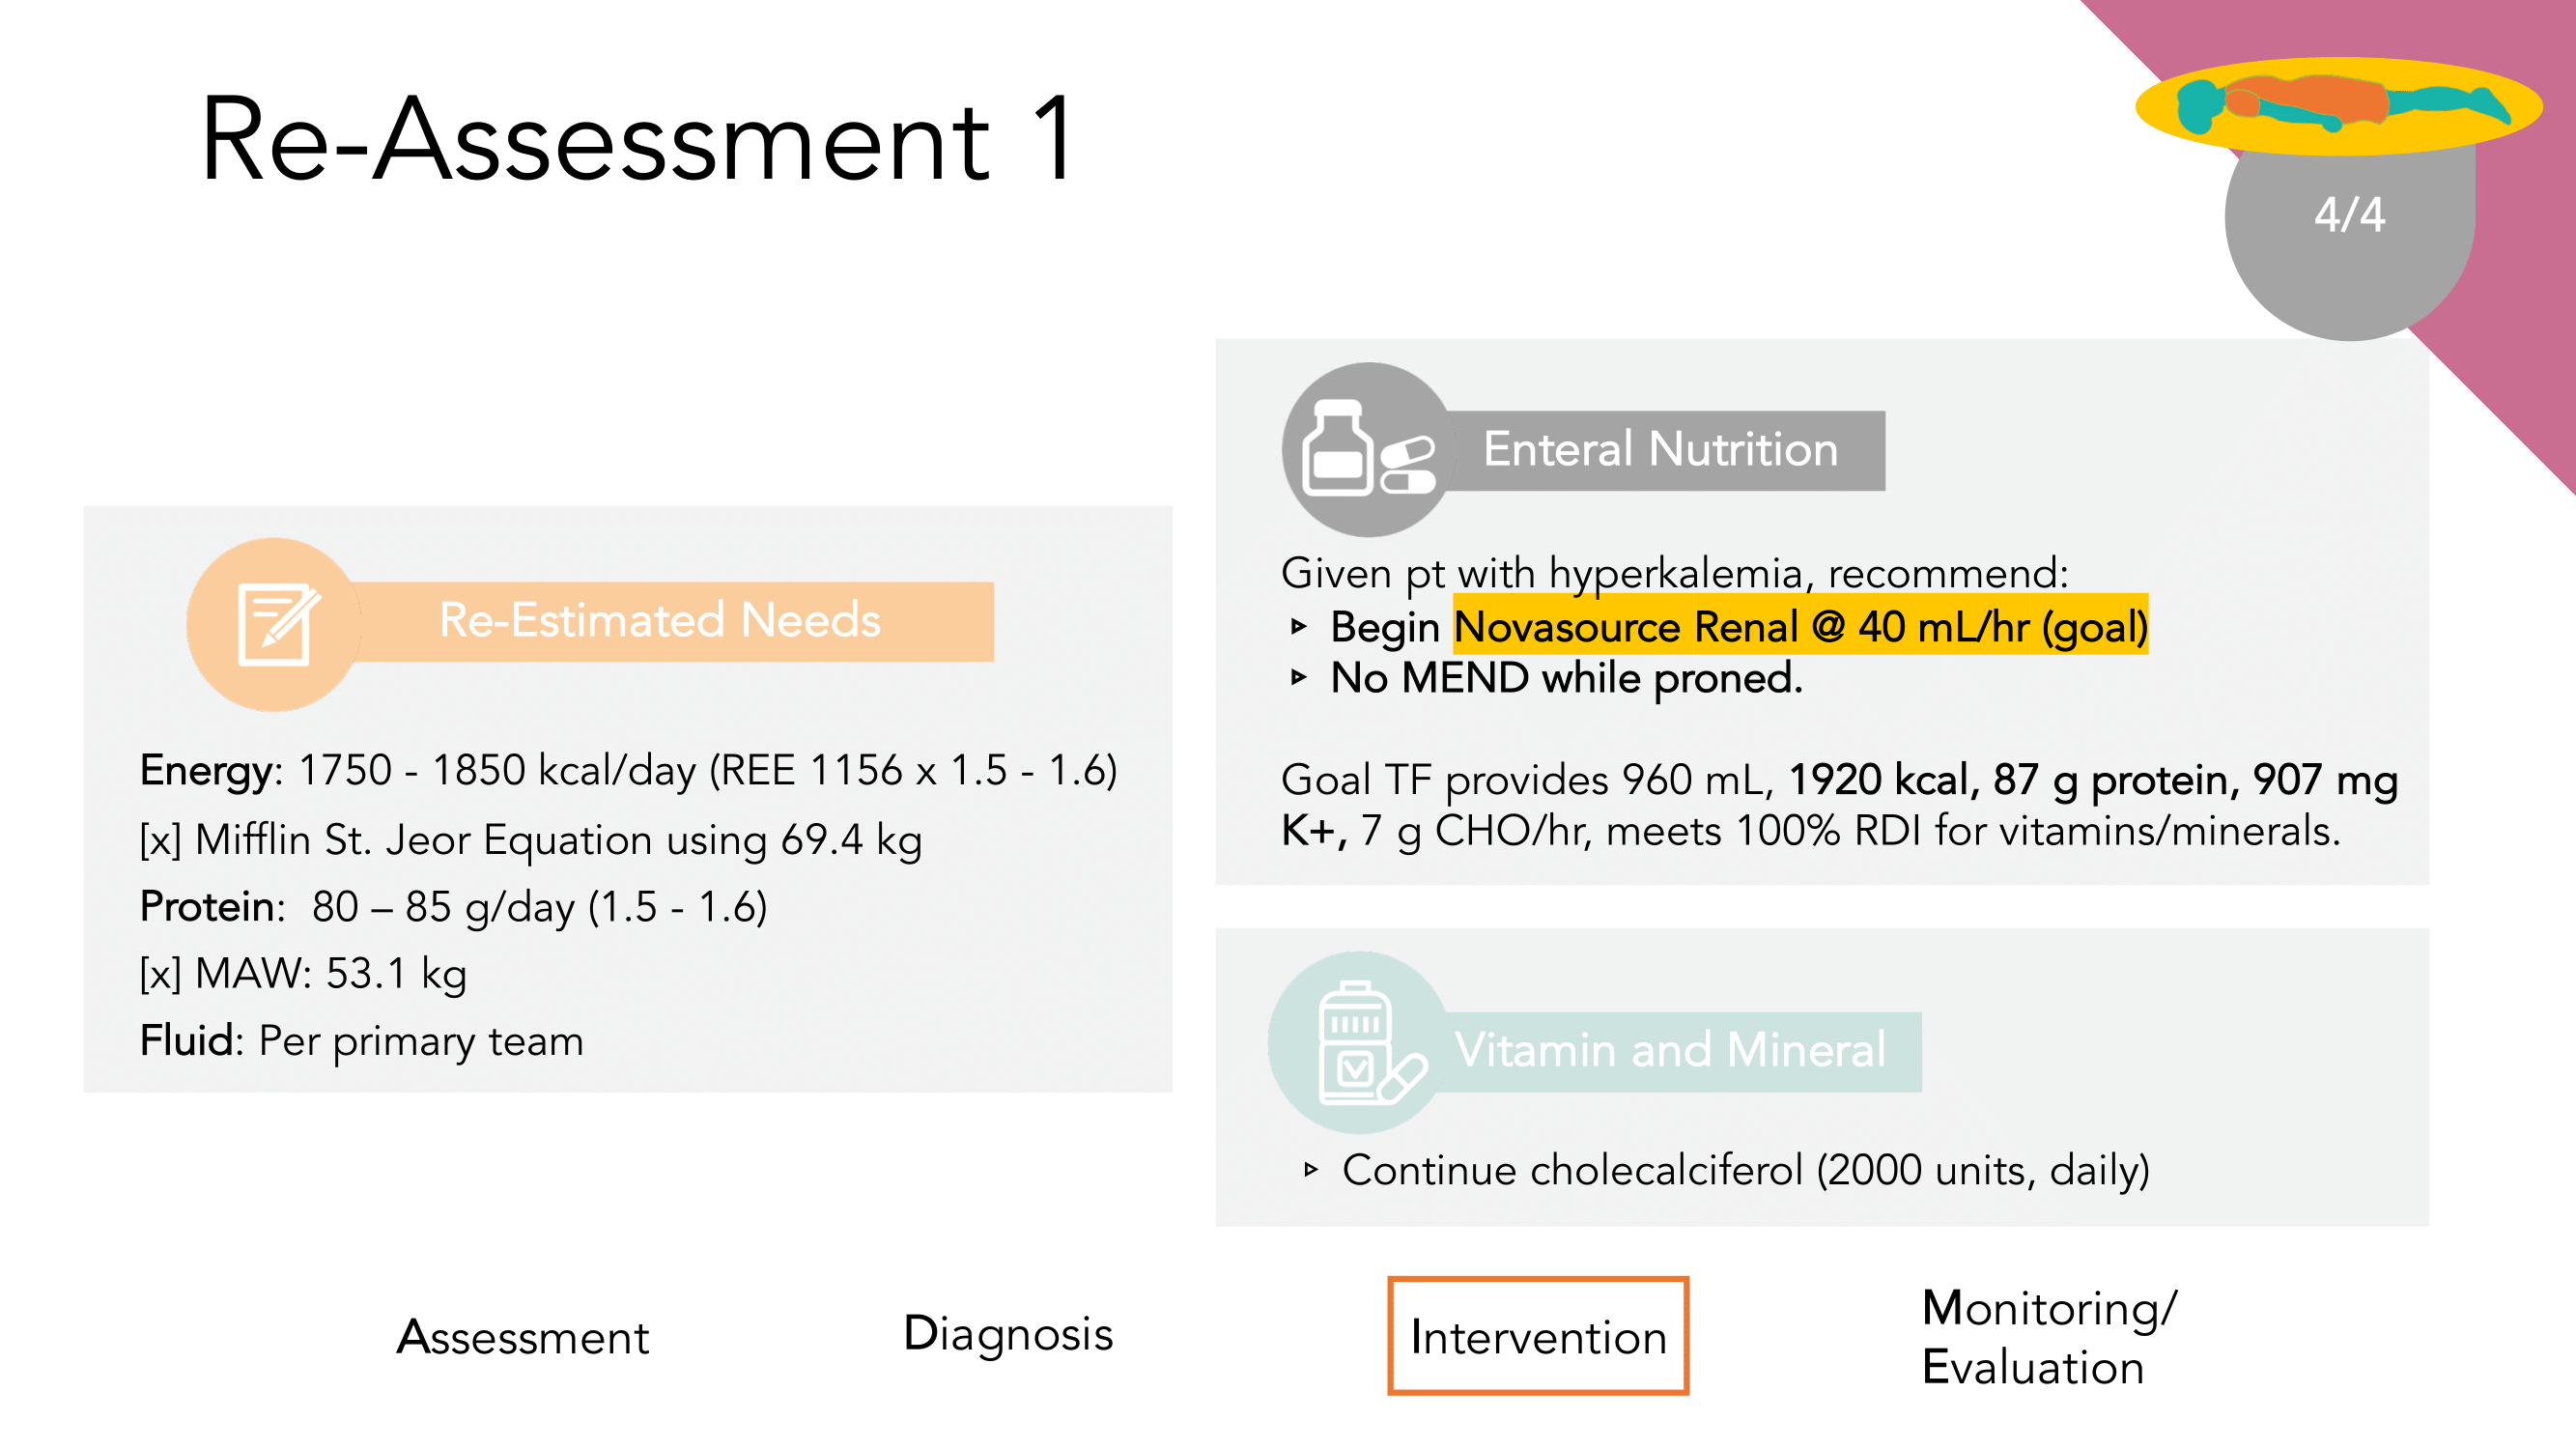 Re-Assessment 1
4/4
Re-Estimated Needs
Energy: 1750 - 1850 kcal/day (REE 1156 x 1.5 - 1.6)
[x] Mifflin St. Jeor Equation using 69.4 kg
Protein: 80 – 85 g/day (1.5 - 1.6)
[x] MAW: 53.1 kg
Fluid: Per primary team
Enteral Nutrition
Given pt with hyperkalemia, recommend:
▹ Begin Novasource Renal @ 40 mL/hr (goal)
▹ No MEND while proned.
Goal TF provides 960 mL, 1920 kcal, 87 g protein, 907 mg
K+, 7 g CHO/hr, meets 100% RDI for vitamins/minerals.
Vitamin and Mineral
▹ Continue cholecalciferol (2000 units, daily)
Assessment
Diagnosis
Intervention
Monitoring/
Evaluation